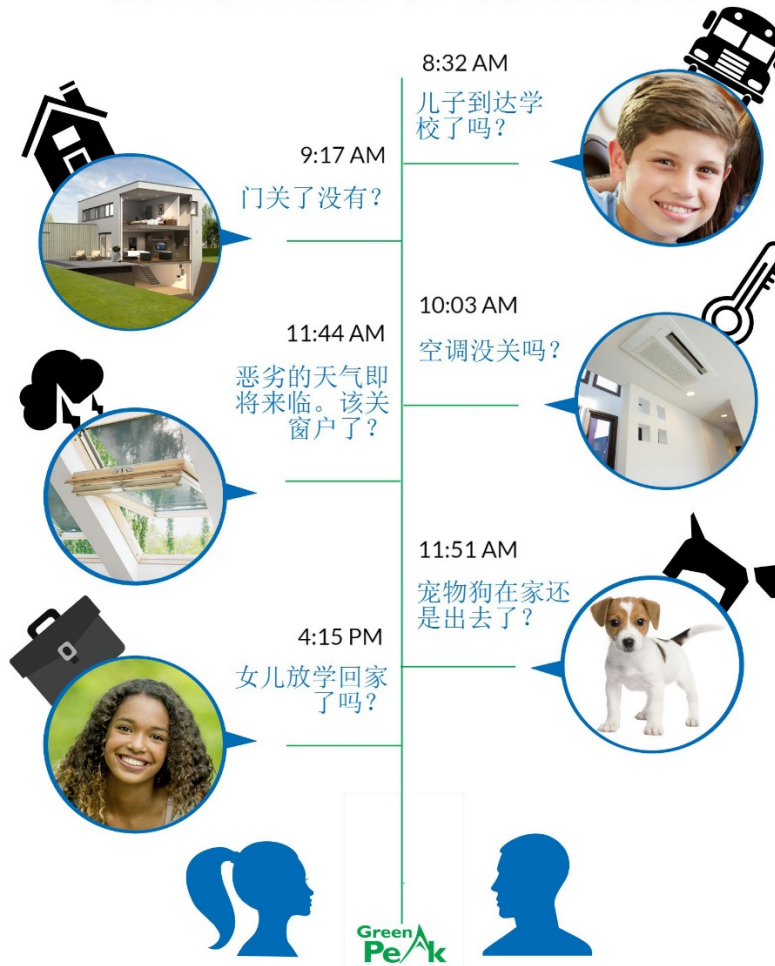 8:32 AM
儿子到达学
校了吗?
9:17 AM
门关了没有?
10:03 AM
空调没关吗?
11:44 AM
恶劣的天气即
将来临。该关
窗户了?
11:51 AM
宠物狗在家还
是出去了?
4:15 PM
女儿放学回家
了吗?
Green
Peak